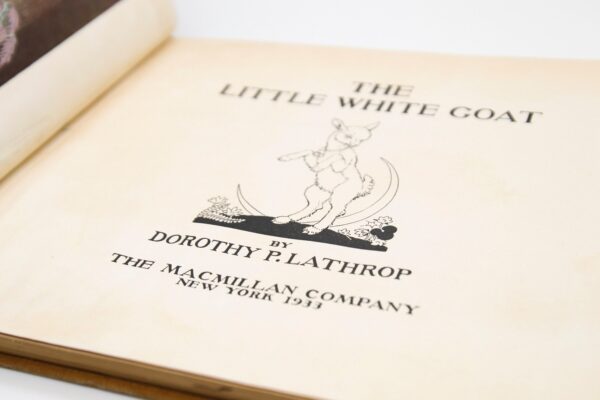 THE
LITTLE WHITE GOAT
BY
DOROTHY P. LATHROP
THE MACMILLAN COMPANY
NEW YORK 1933